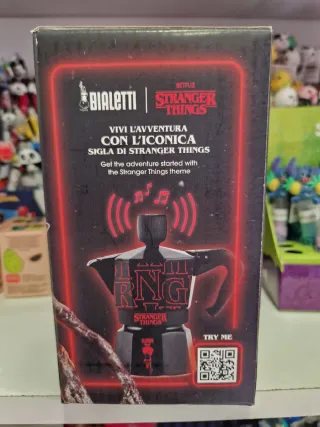 BIALETTI
NETFLIX
STRANGER
THINGS
VIVI L'AVVENTURA
CON L'ICONICA
SIGLA DI STRANGER THINGS
Get the adventure started with
the Stranger Things theme
RNG
STRANGER
THINGS
TRY ME